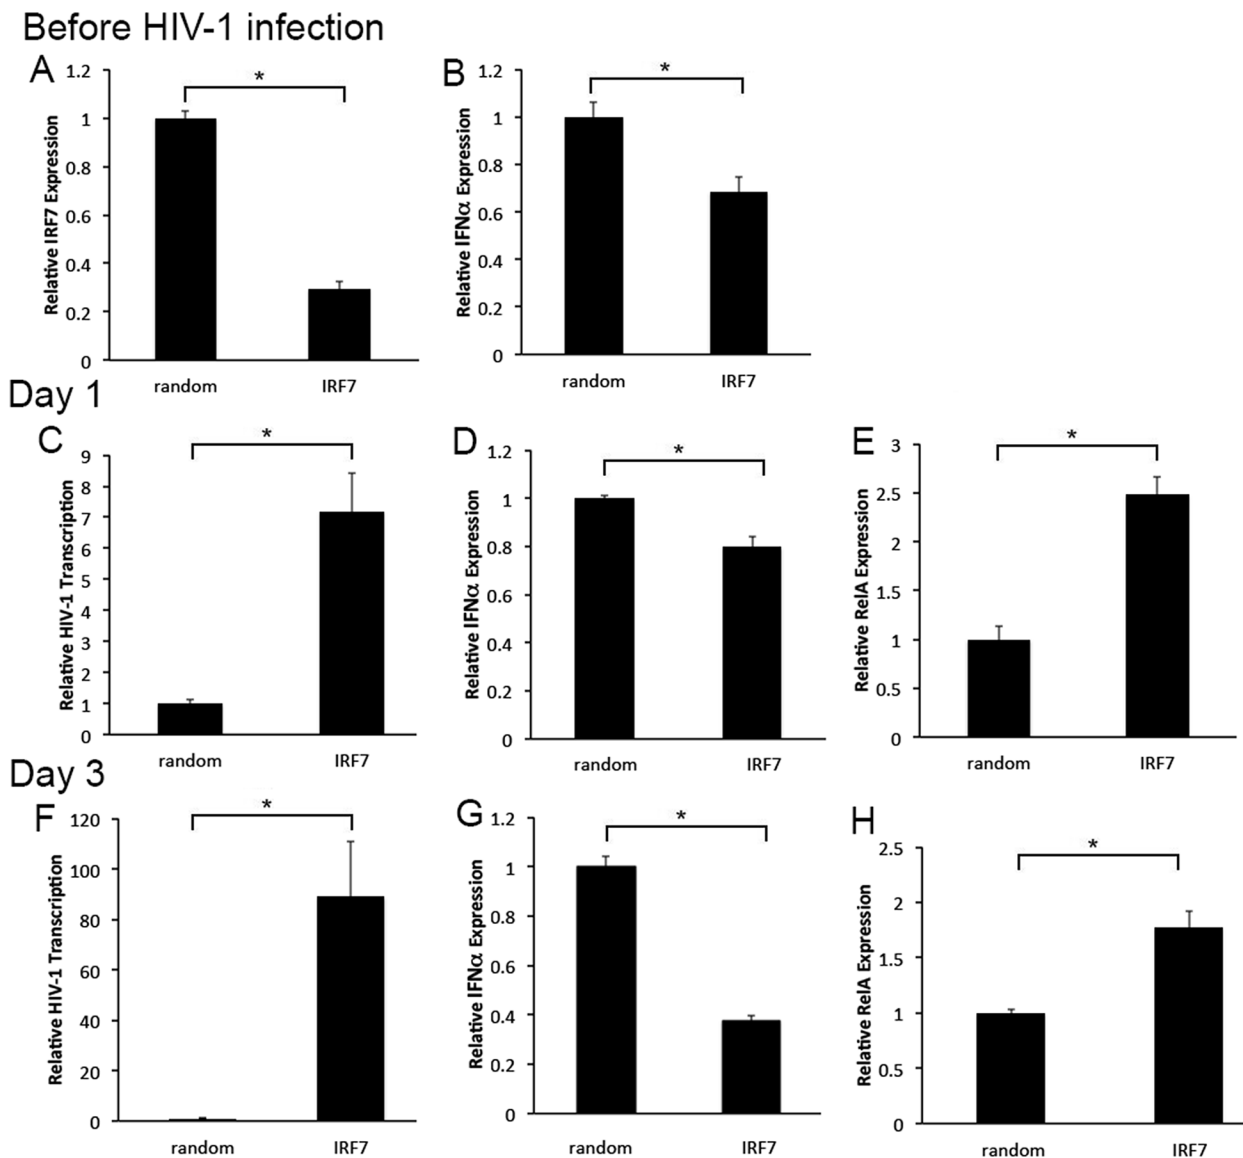 Before HIV-1 infection
A
Relative IRF7 Expression
1.2
1
0.8
0.6
0.4
0.2
0
*
random
IRF7
B
Relative IFNα Expression
1.2
1
0.8
0.6
0.4
0.2
0
*
random
IRF7
Day 1
C
Relative HIV-1 Transcription
9
8
7
6
5
4
3
2
1
0
*
random
IRF7
D
Relative IFNα Expression
1.2
1
0.8
0.6
0.4
0.2
0
*
random
IRF7
E
Relative RelA Expression
3
2.5
2
1.5
1
0.5
0
*
random
IRF7
Day 3
F
Relative HIV-1 Transcription
120
100
80
60
40
20
0
*
random
IRF7
G
Relative IFNα Expression
1.2
1
0.8
0.6
0.4
0.2
0
*
random
IRF7
H
Relative RelA Expression
2.5
2
1.5
1
0.5
0
*
random
IRF7